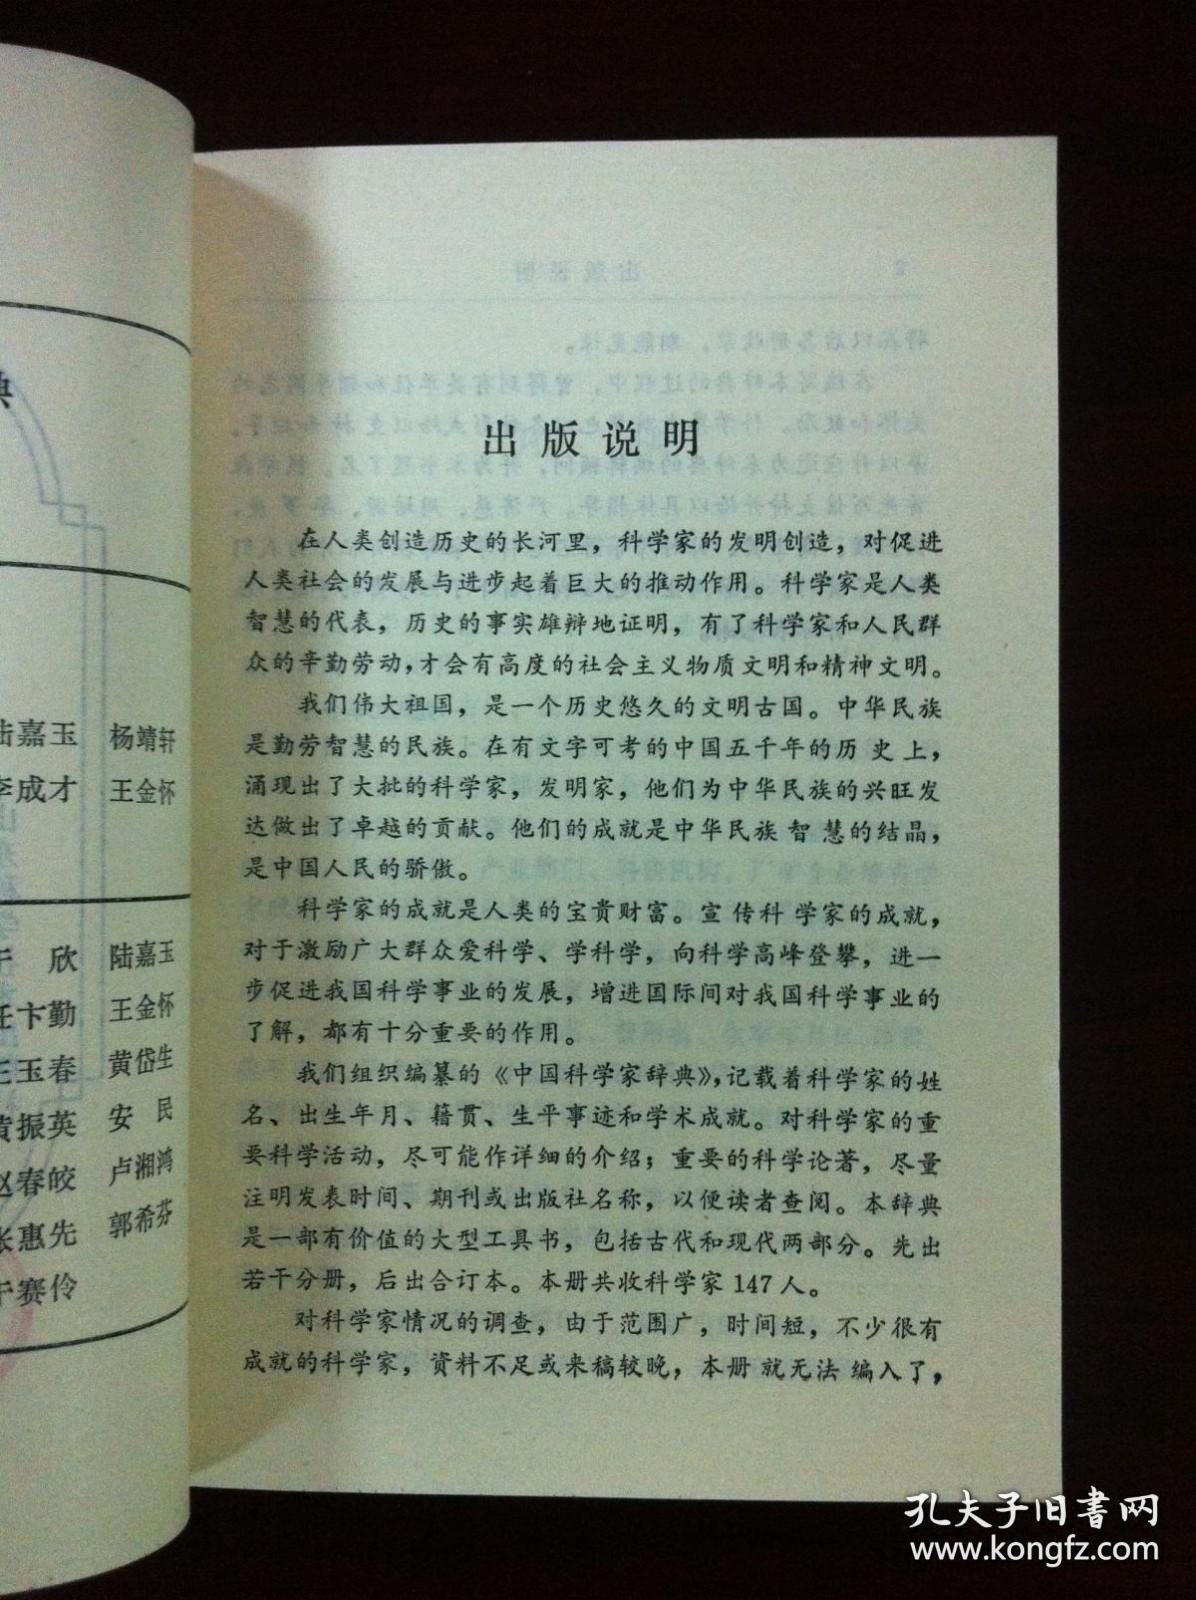 典
嘉玉 杨靖轩
李成才 王金怀
欣 陆嘉玉
任卞勤 王金怀
玉春 黄岱生
黄振英 安 民
赵春皎 卢湘鸿
张惠先 郭希芬
赛伶
出版说明
在人类创造历史的长河里，科学家的发明创造，对促进
人类社会的发展与进步起着巨大的推动作用。科学家是人类
智慧的代表，历史的事实雄辩地证明，有了科学家和人民群
众的辛勤劳动，才会有高度的社会主义物质文明和精神文明。
我们伟大祖国，是一个历史悠久的文明古国。中华民族
是勤劳智慧的民族。在有文字可考的中国五千年的历史上，
涌现出了大批的科学家，发明家，他们为中华民族的兴旺发
达做出了卓越的贡献。他们的成就是中华民族智慧的结晶，
是中国人民的骄傲。
科学家的成就是人类的宝贵财富。宣传科学家的成就，
对于激励广大群众爱科学、学科学，向科学高峰登攀，进一
步促进我国科学事业的发展，增进国际间对我国科学事业的
了解，都有十分重要的作用。
我们组织编纂的《中国科学家辞典》，记载着科学家的姓
名、出生年月、籍贯、生平事迹和学术成就。对科学家的重
要科学活动，尽可能作详细的介绍；重要的科学论著，尽量
注明发表时间、期刊或出版社名称，以便读者查阅。本辞典
是一部有价值的大型工具书，包括古代和现代两部分。先出
若干分册，后出合订本。本册共收科学家147人。
对科学家情况的调查，由于范围广，时间短，不少很有
成就的科学家，资料不足或来稿较晚，本册就无法编入了，
孔夫子旧书网
www.kongfz.com